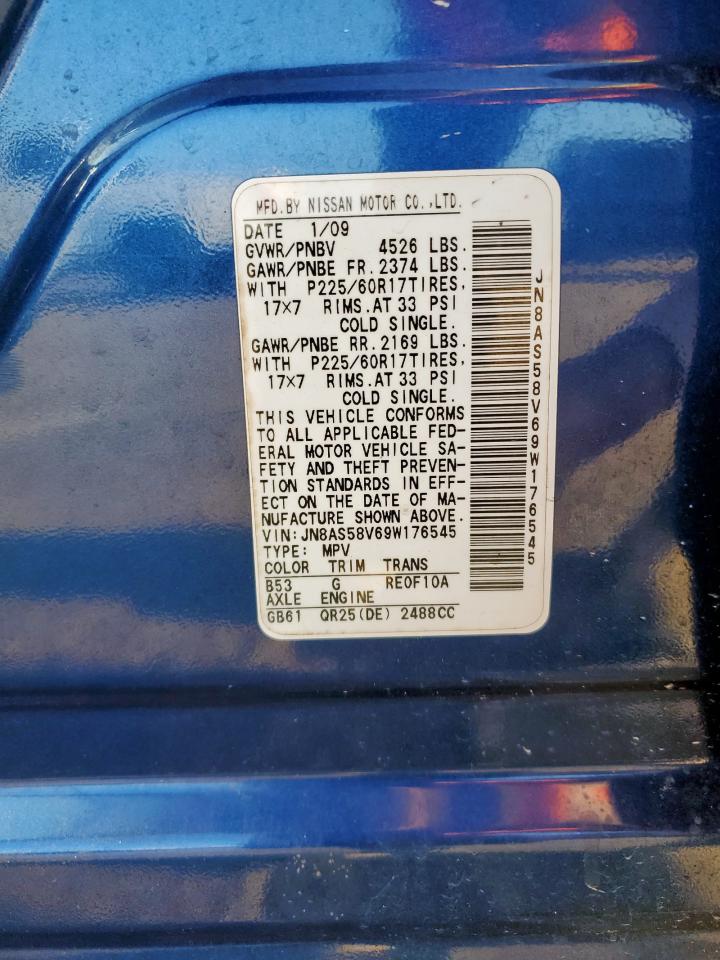 MFD.BY NISSAN MOTOR CO.,LTD.
DATE 1/09
GVWR/PNBV 4526 LBS.
GAWR/PNBE FR. 2374 LBS.
WITH P225/60R17TIRES,
17×7 RIMS.AT 33 PSI
COLD SINGLE.
GAWR/PNBE RR. 2169 LBS.
WITH P225/60R17TIRES,
17×7 RIMS.AT 33 PSI
COLD SINGLE.
THIS VEHICLE CONFORMS
TO ALL APPLICABLE FED-
ERAL MOTOR VEHICLE SA-
FETY AND THEFT PREVEN-
TION STANDARDS IN EFF-
ECT ON THE DATE OF MA-
NUFACTURE SHOWN ABOVE.
VIN:JN8AS58V69W176545
TYPE: MPV
COLOR TRIM TRANS
B53 G RE0F10A
AXLE ENGINE
GB61 QR25(DE) 2488CC
JN8AS58V69W176545